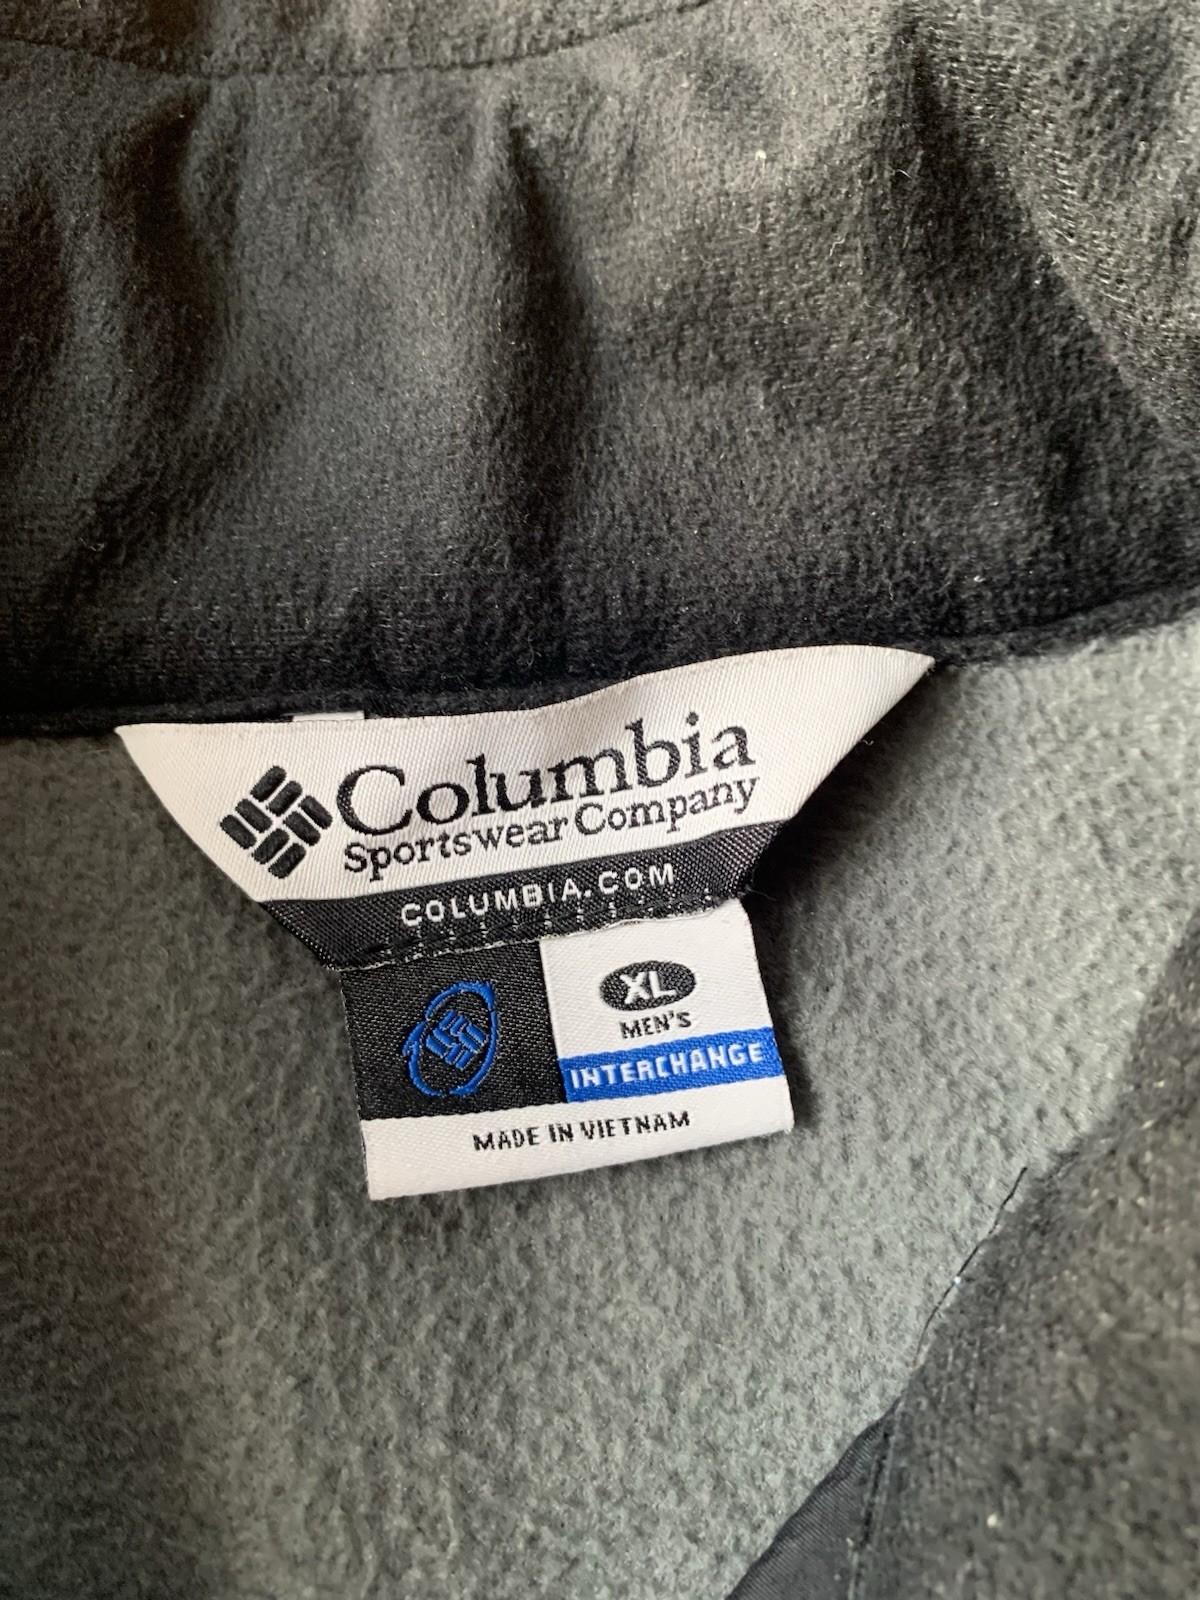 Columbia
Sportswear Company
COLUMBIA.COM
XL
MEN'S
INTERCHANGE
MADE IN VIETNAM